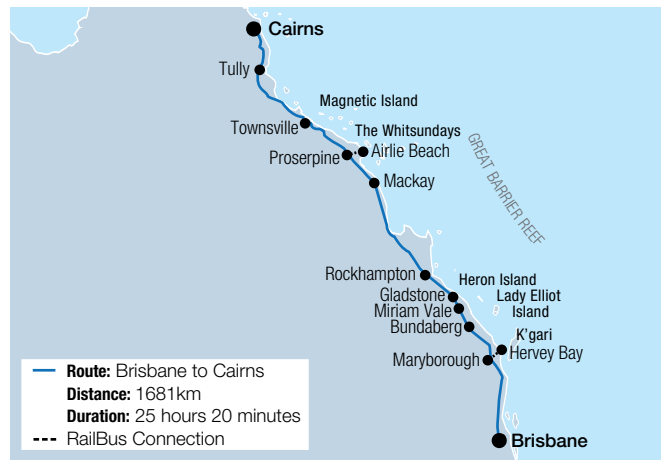 Cairns
Tully
Magnetic Island
Townsville
The Whitsundays
Proserpine
Airlie Beach
Mackay
GREAT BARRIER REEF
Rockhampton
Heron Island
Gladstone
Lady Elliot
Island
Miriam Vale
Bundaberg
K'gari
Maryborough
Hervey Bay
Brisbane
Route: Brisbane to Cairns
Distance: 1681km
Duration: 25 hours 20 minutes
RailBus Connection